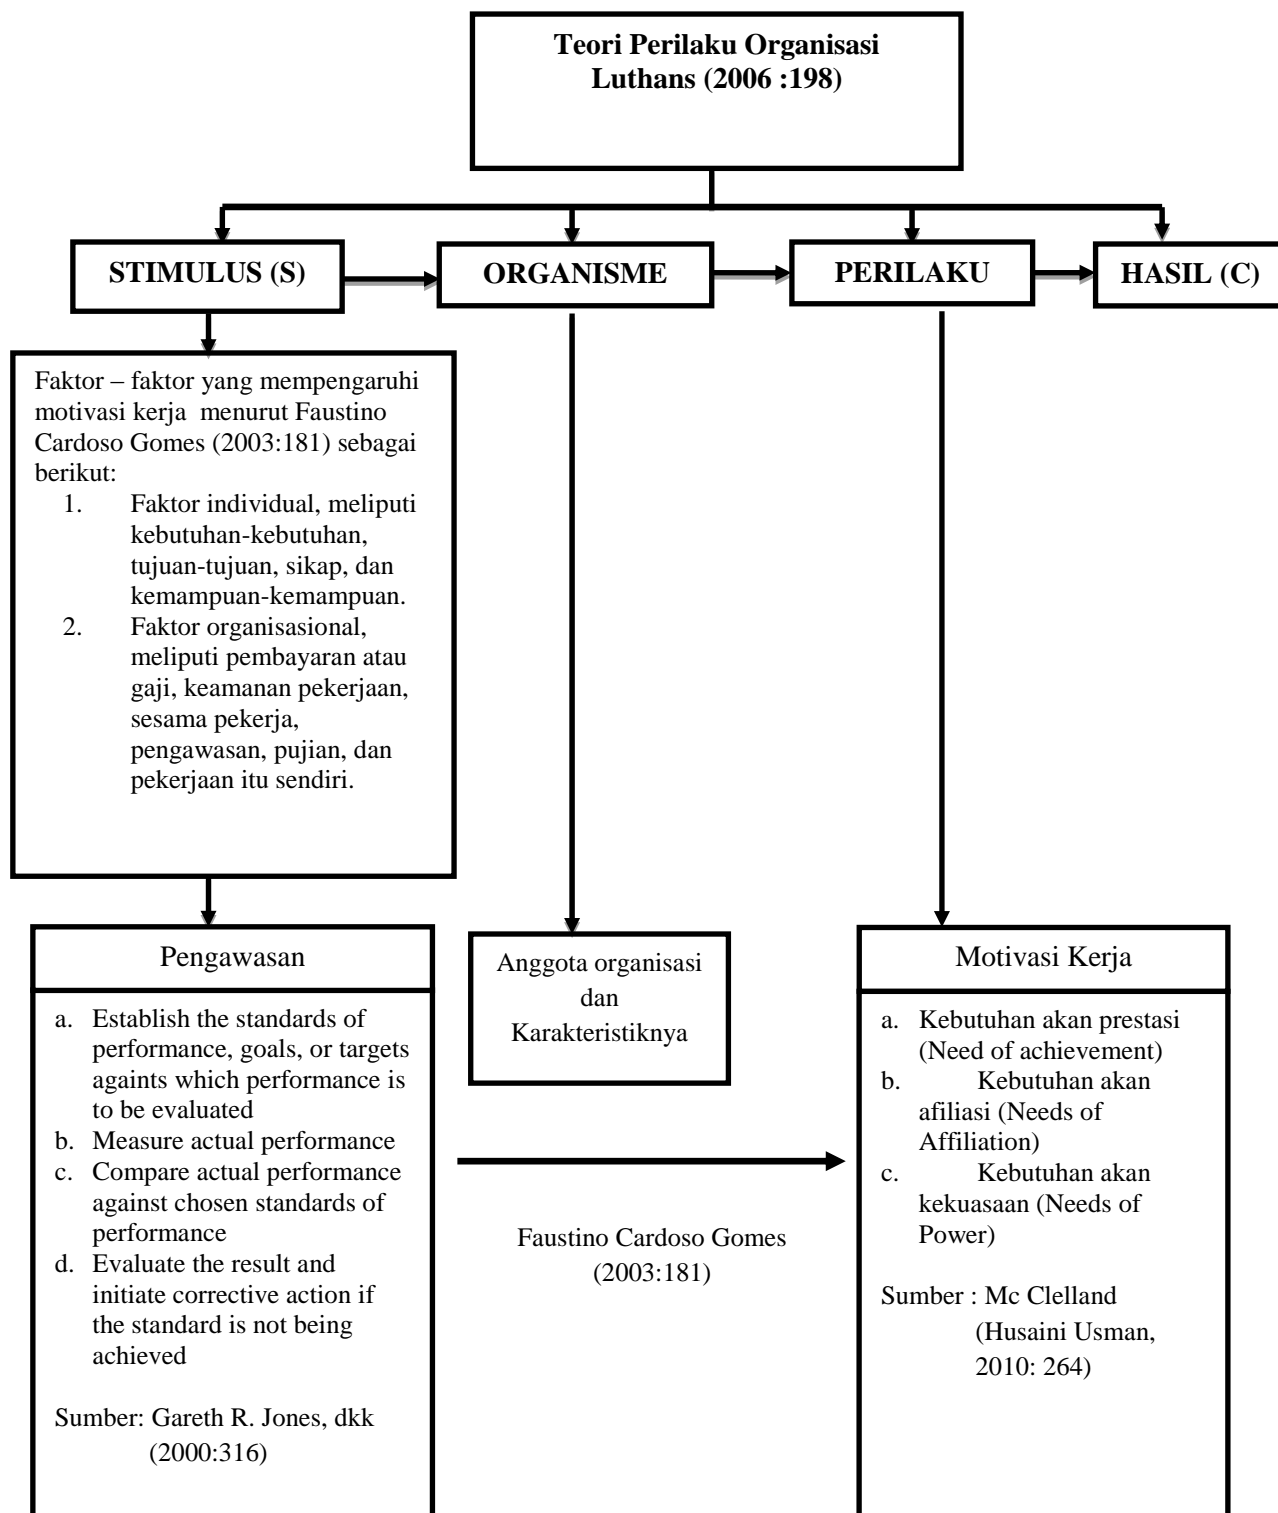 Teori Perilaku Organisasi
Luthans (2006 :198)
STIMULUS (S)
ORGANISME
PERILAKU
HASIL (C)
Faktor – faktor yang mempengaruhi
motivasi kerja menurut Faustino
Cardoso Gomes (2003:181) sebagai
berikut:
1. Faktor individual, meliputi
kebutuhan-kebutuhan,
tujuan-tujuan, sikap, dan
kemampuan-kemampuan.
2. Faktor organisasional,
meliputi pembayaran atau
gaji, keamanan pekerjaan,
sesama pekerja,
pengawasan, pujian, dan
pekerjaan itu sendiri.
Pengawasan
a. Establish the standards of
performance, goals, or targets
againts which performance is
to be evaluated
b. Measure actual performance
c. Compare actual performance
against chosen standards of
performance
d. Evaluate the result and
initiate corrective action if
the standard is not being
achieved
Sumber: Gareth R. Jones, dkk
(2000:316)
Anggota organisasi
dan
Karakteristiknya
Faustino Cardoso Gomes
(2003:181)
Motivasi Kerja
a. Kebutuhan akan prestasi
(Need of achievement)
b. Kebutuhan akan
afiliasi (Needs of
Affiliation)
c. Kebutuhan akan
kekuasaan (Needs of
Power)
Sumber : Mc Clelland
(Husaini Usman,
2010: 264)